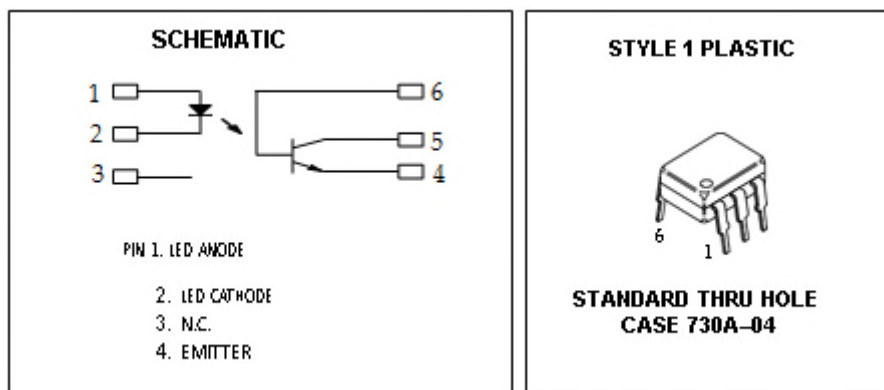 SCHEMATIC
1
2
3
6
5
4
PIN 1. LED ANODE
2. LED CATHODE
3. N.C.
4. EMITTER
STYLE 1 PLASTIC
6
1
STANDARD THRU HOLE
CASE 730A–04